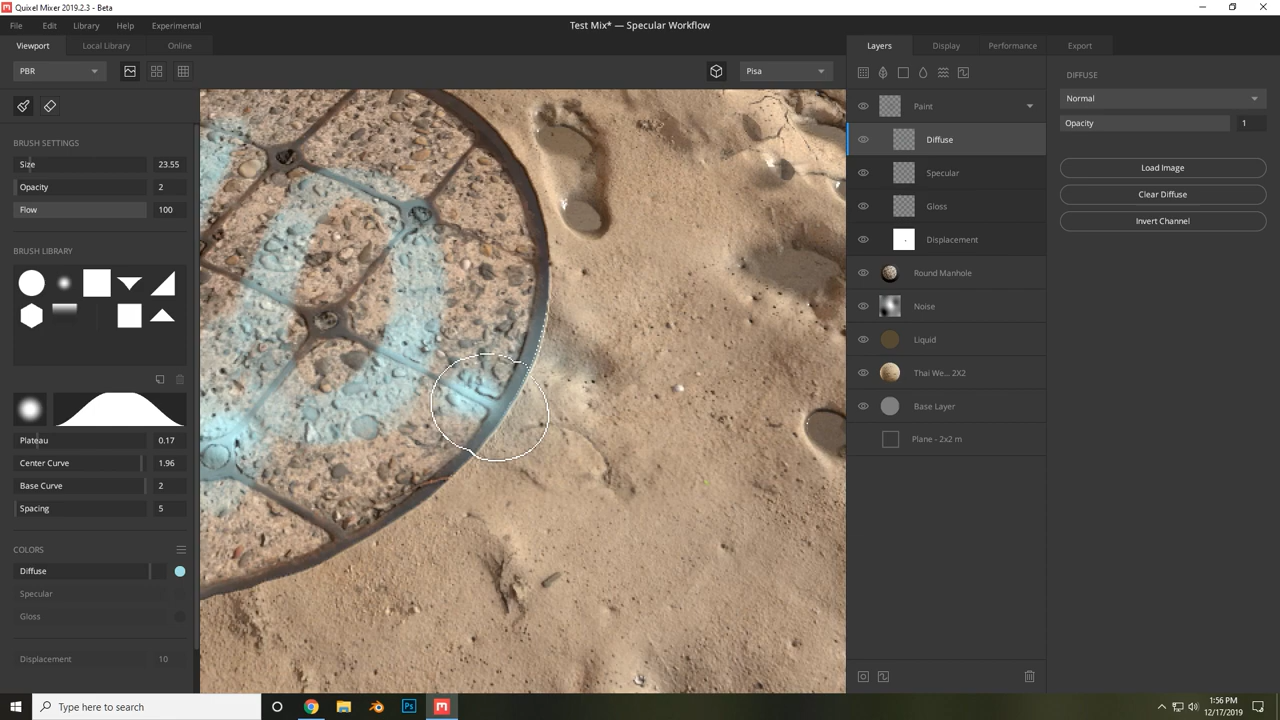 Quixel Mixer 2019.2.3 - Beta
File Edit Library Help Experimental
Test Mix* — Specular Workflow
Viewport Local Library Online
Layers Display Performance Export
PBR
Pisa
DIFFUSE
Normal
Opacity 1
Load Image
Clear Diffuse
Invert Channel
Paint
Diffuse
Specular
Gloss
Displacement
Round Manhole
Noise
Liquid
Thai We... 2X2
Base Layer
Plane - 2x2 m
BRUSH SETTINGS
Size 23.55
Opacity 2
Flow 100
BRUSH LIBRARY
Plateau 0.17
Center Curve 1.96
Base Curve 2
Spacing 5
COLORS
Diffuse
Specular
Gloss
Displacement 10
Type here to search
Ps
1:56 PM
12/17/2019